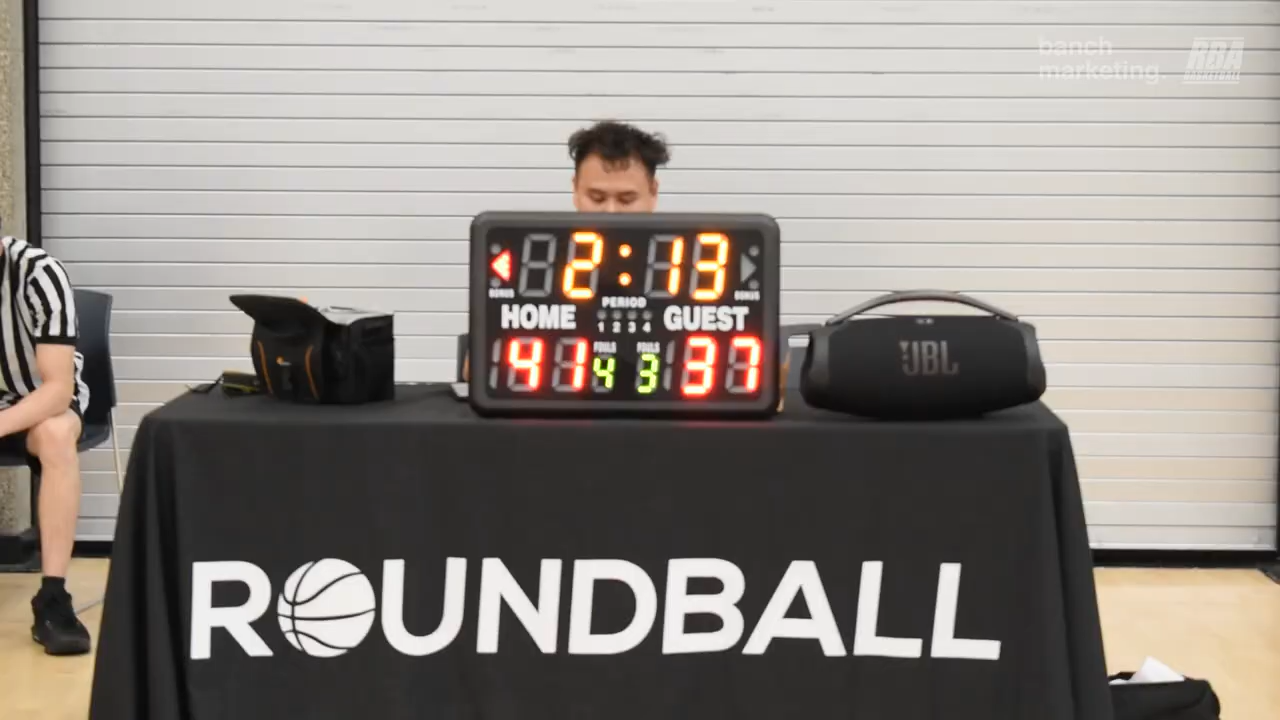 banch
marketing.
RBA
BASKETBALL
2:13
BONUS
BONUS
PERIOD
HOME
GUEST
1 2 3 4
FOULS
FOULS
41
4
3
37
JBL
ROUNDBALL